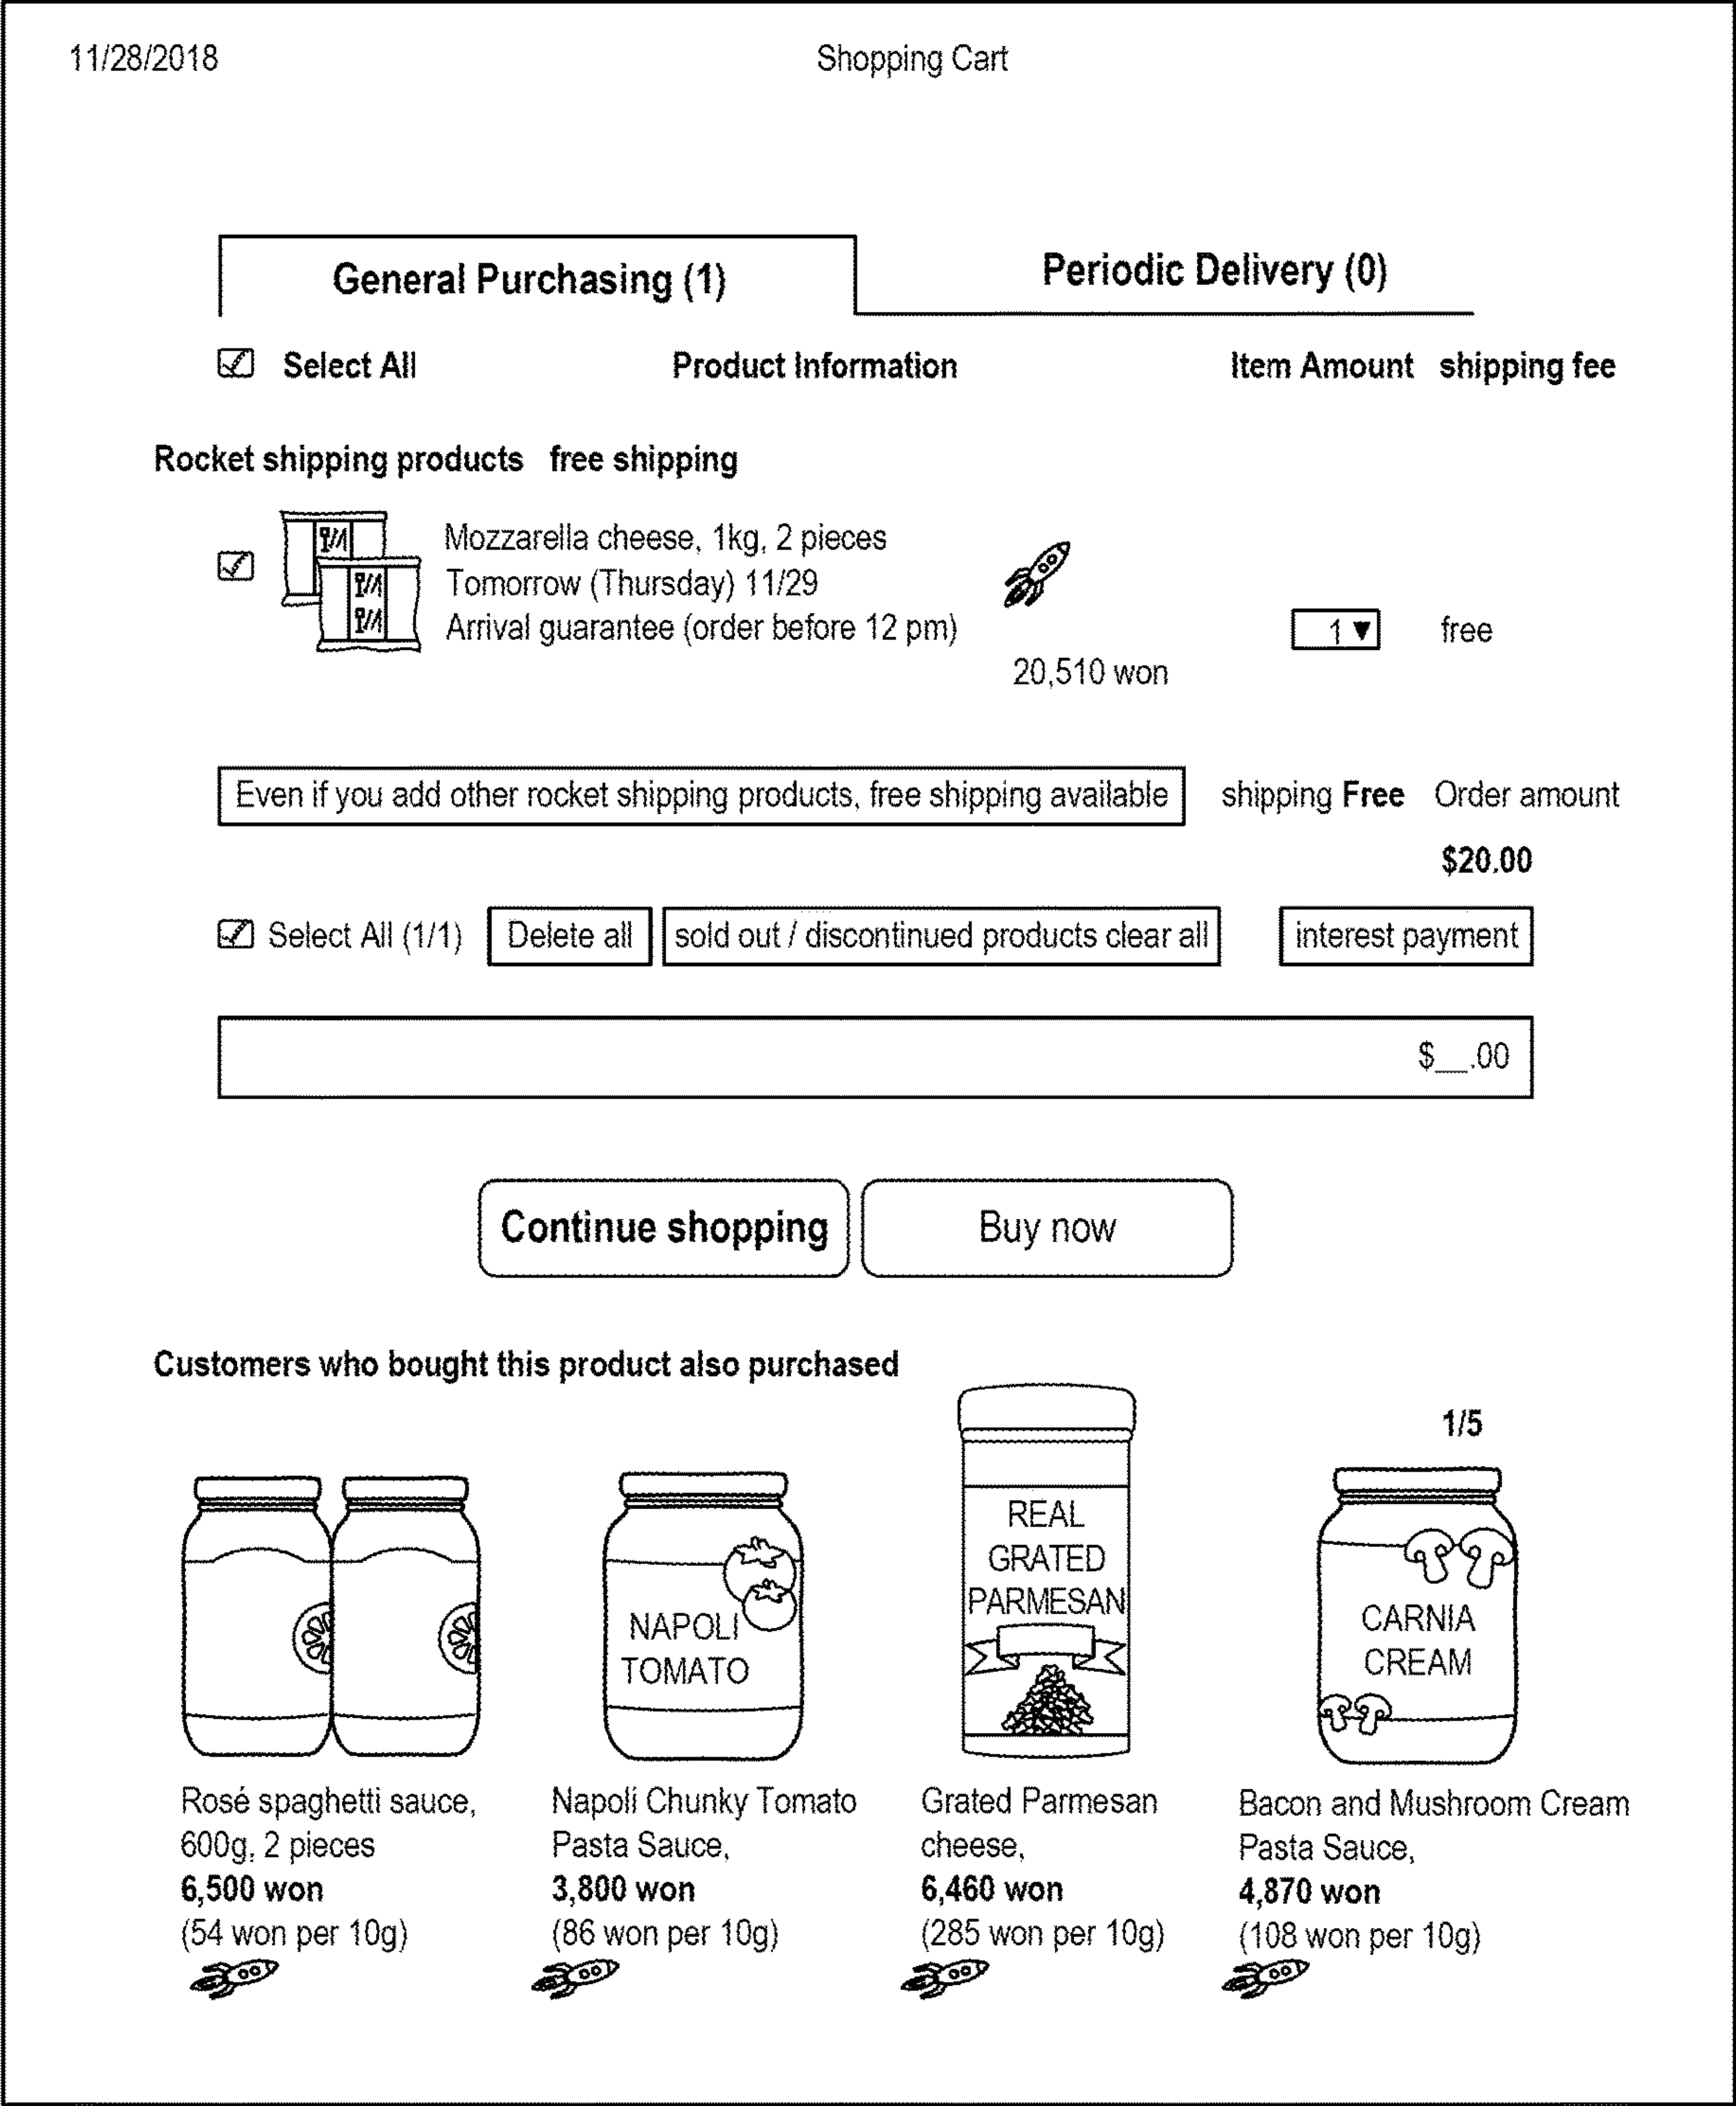 11/28/2018 Shopping Cart
General Purchasing (1) Periodic Delivery (0)
Select All Product Information Item Amount shipping fee
Rocket shipping products free shipping
Mozzarella cheese, 1kg, 2 pieces
Tomorrow (Thursday) 11/29
Arrival guarantee (order before 12 pm)
1 ▼ free
20,510 won
Even if you add other rocket shipping products, free shipping available shipping Free Order amount
$20.00
Select All (1/1) Delete all sold out / discontinued products clear all interest payment
$__.00
Continue shopping Buy now
Customers who bought this product also purchased
1/5
NAPOLI
TOMATO
REAL
GRATED
PARMESAN
CARNIA
CREAM
Rosé spaghetti sauce,
600g, 2 pieces
6,500 won
(54 won per 10g)
Napoli Chunky Tomato
Pasta Sauce,
3,800 won
(86 won per 10g)
Grated Parmesan
cheese,
6,460 won
(285 won per 10g)
Bacon and Mushroom Cream
Pasta Sauce,
4,870 won
(108 won per 10g)